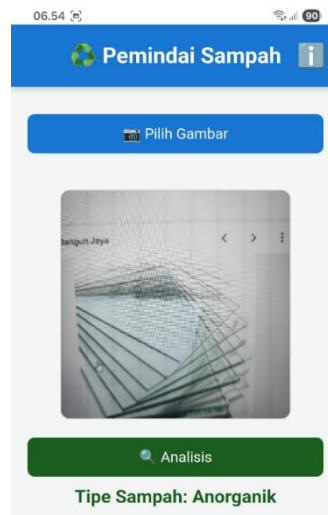 06.54
90
Pemindai Sampah
Pilih Gambar
Bangun Jaya
Analisis
Tipe Sampah: Anorganik